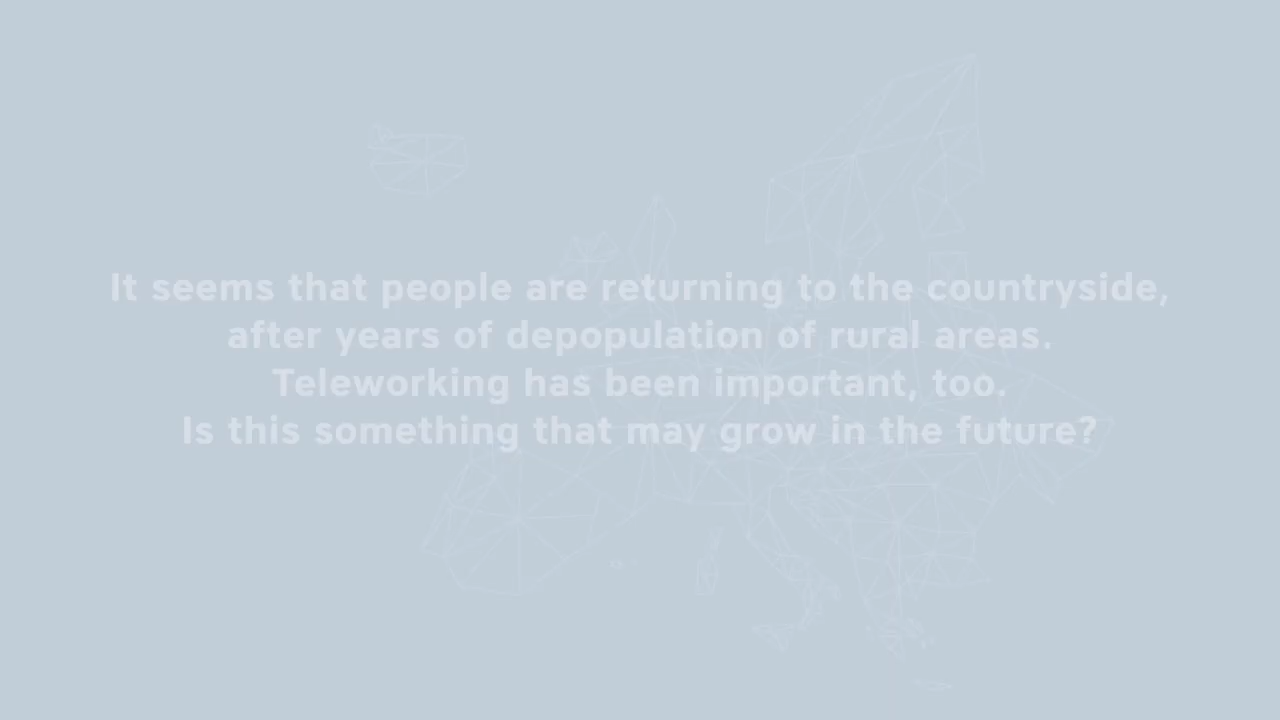 It seems that people are returning to the countryside,
after years of depopulation of rural areas.
Teleworking has been important, too.
Is this something that may grow in the future?